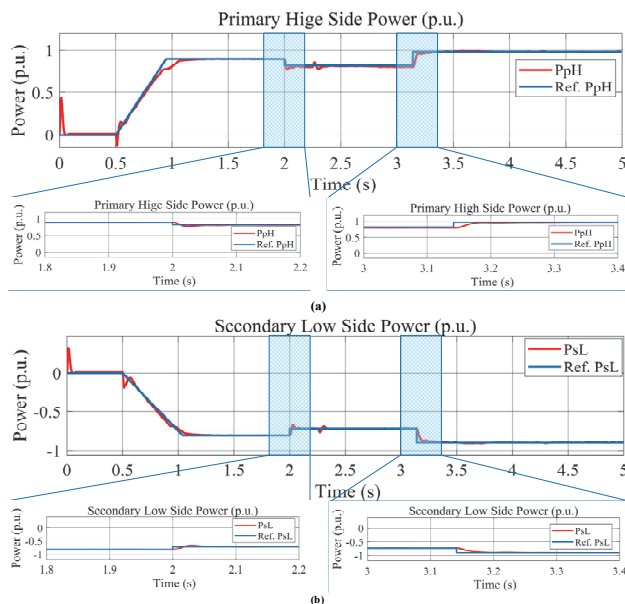 Primary Hige Side Power (p.u.)
Power (p.u.)
1
0.5
0
PpH
Ref. PpH
0 0.5 1 1.5 2 2.5 3 3.5 4 4.5 5
Time (s)
Primary Hige Side Power (p.u.)
Power (p.u.)
1
0.5
0
PpH
Ref. PpH
1.8 1.9 2 2.1 2.2
Time (s)
Primary High Side Power (p.u.)
Power (p.u.)
1
0.5
0
PpH
Ref. PpH
3 3.1 3.2 3.3 3.4
Time (s)
(a)
Secondary Low Side Power (p.u.)
Power (p.u.)
0
-0.5
-1
PsL
Ref. PsL
0 0.5 1 1.5 2 2.5 3 3.5 4 4.5 5
Time (s)
Secondary Low Side Power (p.u.)
Power (p.u.)
0
-0.5
-1
PsL
Ref. PsL
1.8 1.9 2 2.1 2.2
Time (s)
Secondary Low Side Power (p.u.)
Power (p.u.)
0
-0.5
-1
PsL
Ref. PsL
3 3.1 3.2 3.3 3.4
Time (s)
(b)